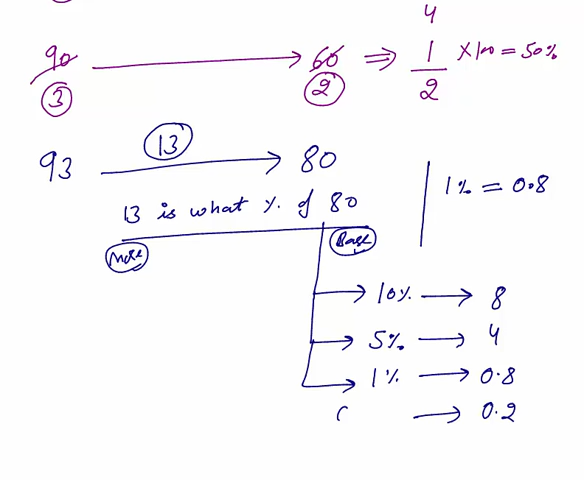 4
90 → 60 ⇒ 1/2 × 100 = 50%
3 2
93 13 → 80
13 is what % of 80
1% = 0.8
More Base
→ 10% → 8
→ 5% → 4
→ 1% → 0.8
→ 0.2